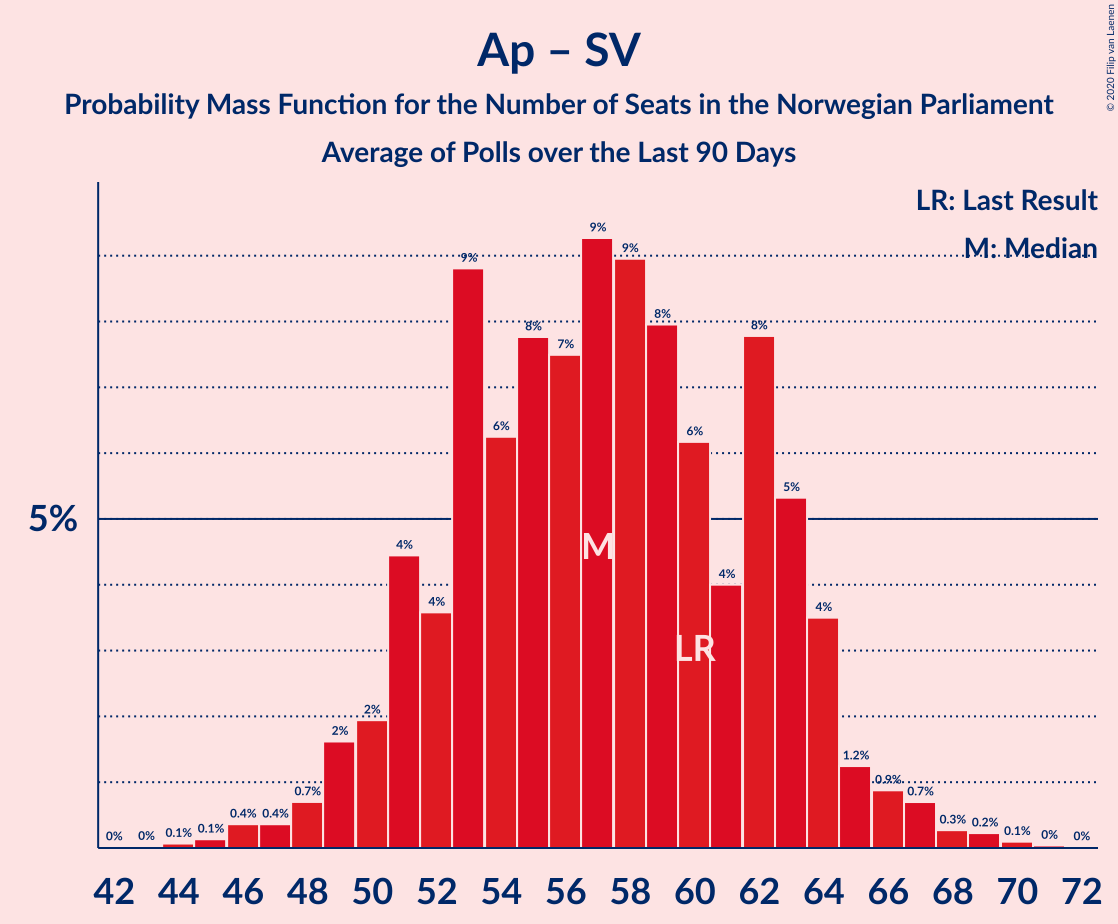 Ap – SV
Probability Mass Function for the Number of Seats in the Norwegian Parliament
Average of Polls over the Last 90 Days
© 2020 Filip van Laenen
LR: Last Result
M: Median
5%
0% 0% 0.1% 0.1% 0.4% 0.4% 0.7% 2% 2% 4% 4% 9% 6% 8% 7% 9% 9% 8% 6% 4% 8% 5% 4% 1.2% 0.9% 0.7% 0.3% 0.2% 0.1% 0% 0%
M
LR
42 44 46 48 50 52 54 56 58 60 62 64 66 68 70 72